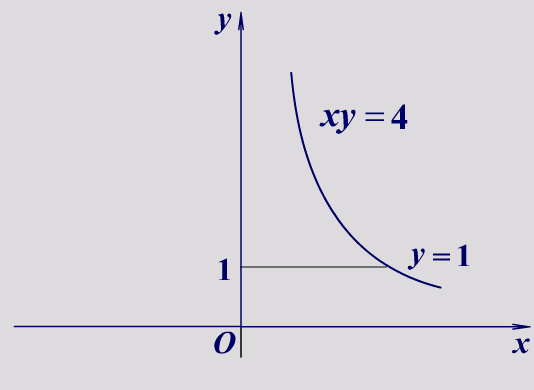 y
xy = 4
y = 1
1
O
x